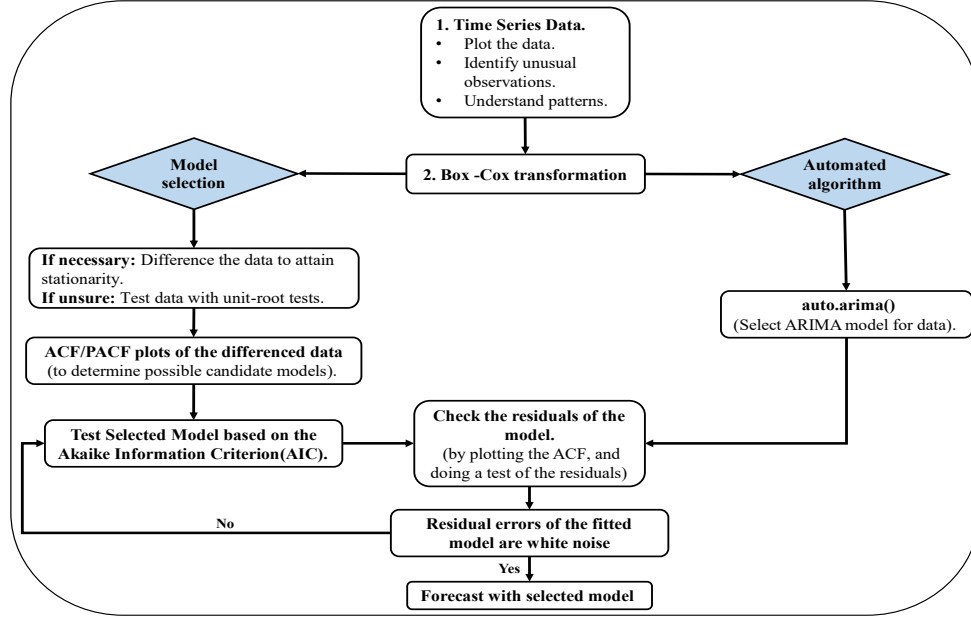 1. Time Series Data.
• Plot the data.
• Identify unusual
observations.
• Understand patterns.
Model
selection
2. Box -Cox transformation
Automated
algorithm
If necessary: Difference the data to attain
stationarity.
If unsure: Test data with unit-root tests.
auto.arima()
(Select ARIMA model for data).
ACF/PACF plots of the differenced data
(to determine possible candidate models).
Test Selected Model based on the
Akaike Information Criterion(AIC).
Check the residuals of the
model.
(by plotting the ACF, and
doing a test of the residuals)
No
Residual errors of the fitted
model are white noise
Yes
Forecast with selected model